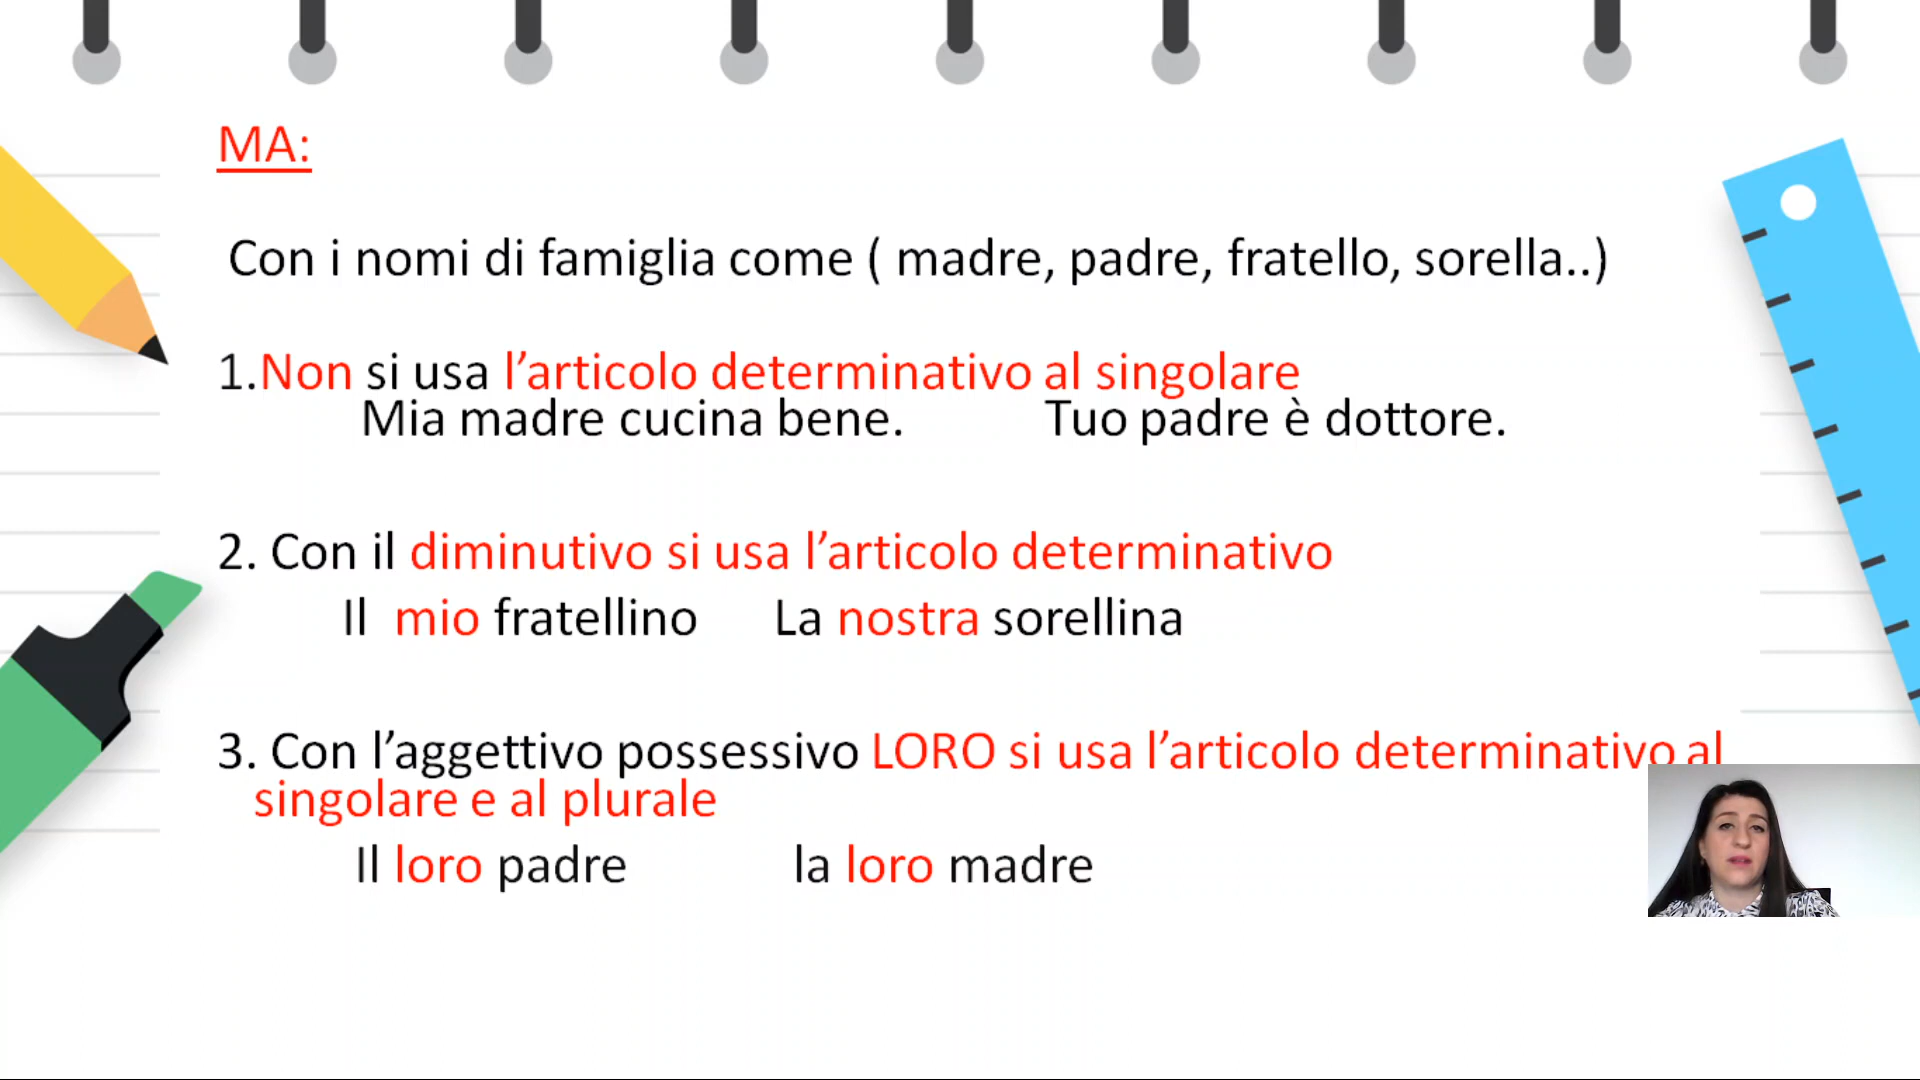 MA:
Con i nomi di famiglia come ( madre, padre, fratello, sorella..)
1.Non si usa l’articolo determinativo al singolare
Mia madre cucina bene. Tuo padre è dottore.
2. Con il diminutivo si usa l’articolo determinativo
Il mio fratellino La nostra sorellina
3. Con l’aggettivo possessivo LORO si usa l’articolo determinativo al
singolare e al plurale
Il loro padre la loro madre